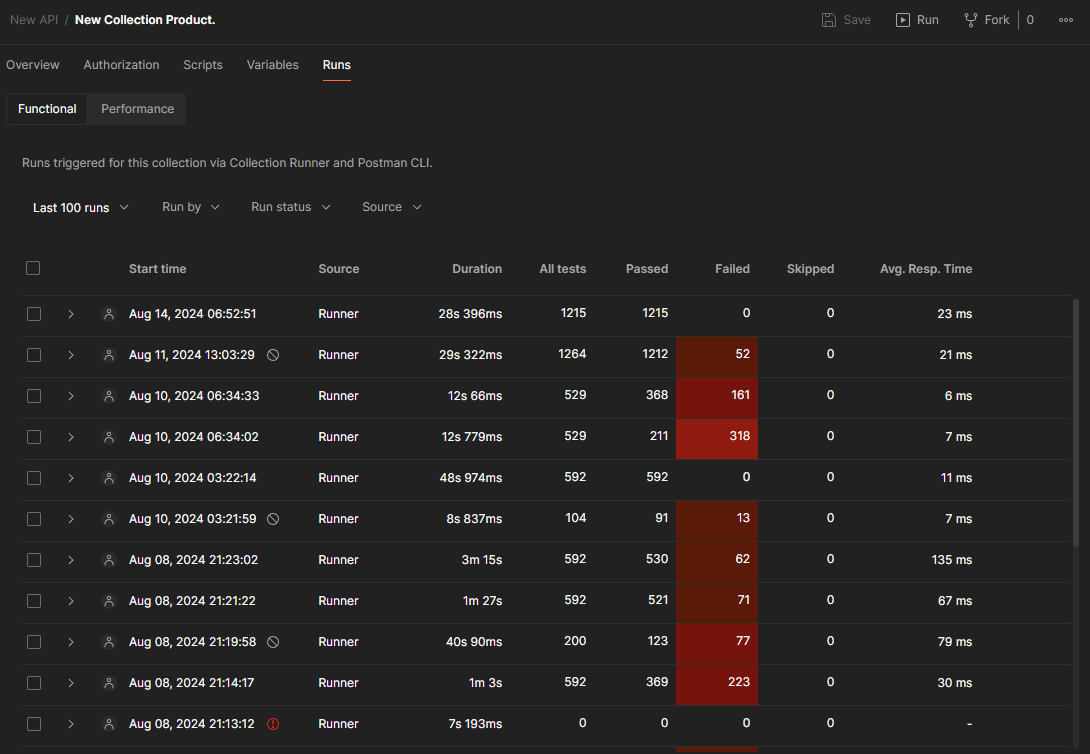 New API / New Collection Product. Save Run Fork 0
Overview Authorization Scripts Variables Runs
Functional Performance
Runs triggered for this collection via Collection Runner and Postman CLI.
Last 100 runs Run by Run status Source
Start time Source Duration All tests Passed Failed Skipped Avg. Resp. Time
Aug 14, 2024 06:52:51 Runner 28s 396ms 1215 1215 0 0 23 ms
Aug 11, 2024 13:03:29 Runner 29s 322ms 1264 1212 52 0 21 ms
Aug 10, 2024 06:34:33 Runner 12s 66ms 529 368 161 0 6 ms
Aug 10, 2024 06:34:02 Runner 12s 779ms 529 211 318 0 7 ms
Aug 10, 2024 03:22:14 Runner 48s 974ms 592 592 0 0 11 ms
Aug 10, 2024 03:21:59 Runner 8s 837ms 104 91 13 0 7 ms
Aug 08, 2024 21:23:02 Runner 3m 15s 592 530 62 0 135 ms
Aug 08, 2024 21:21:22 Runner 1m 27s 592 521 71 0 67 ms
Aug 08, 2024 21:19:58 Runner 40s 90ms 200 123 77 0 79 ms
Aug 08, 2024 21:14:17 Runner 1m 3s 592 369 223 0 30 ms
Aug 08, 2024 21:13:12 Runner 7s 193ms 0 0 0 0 -